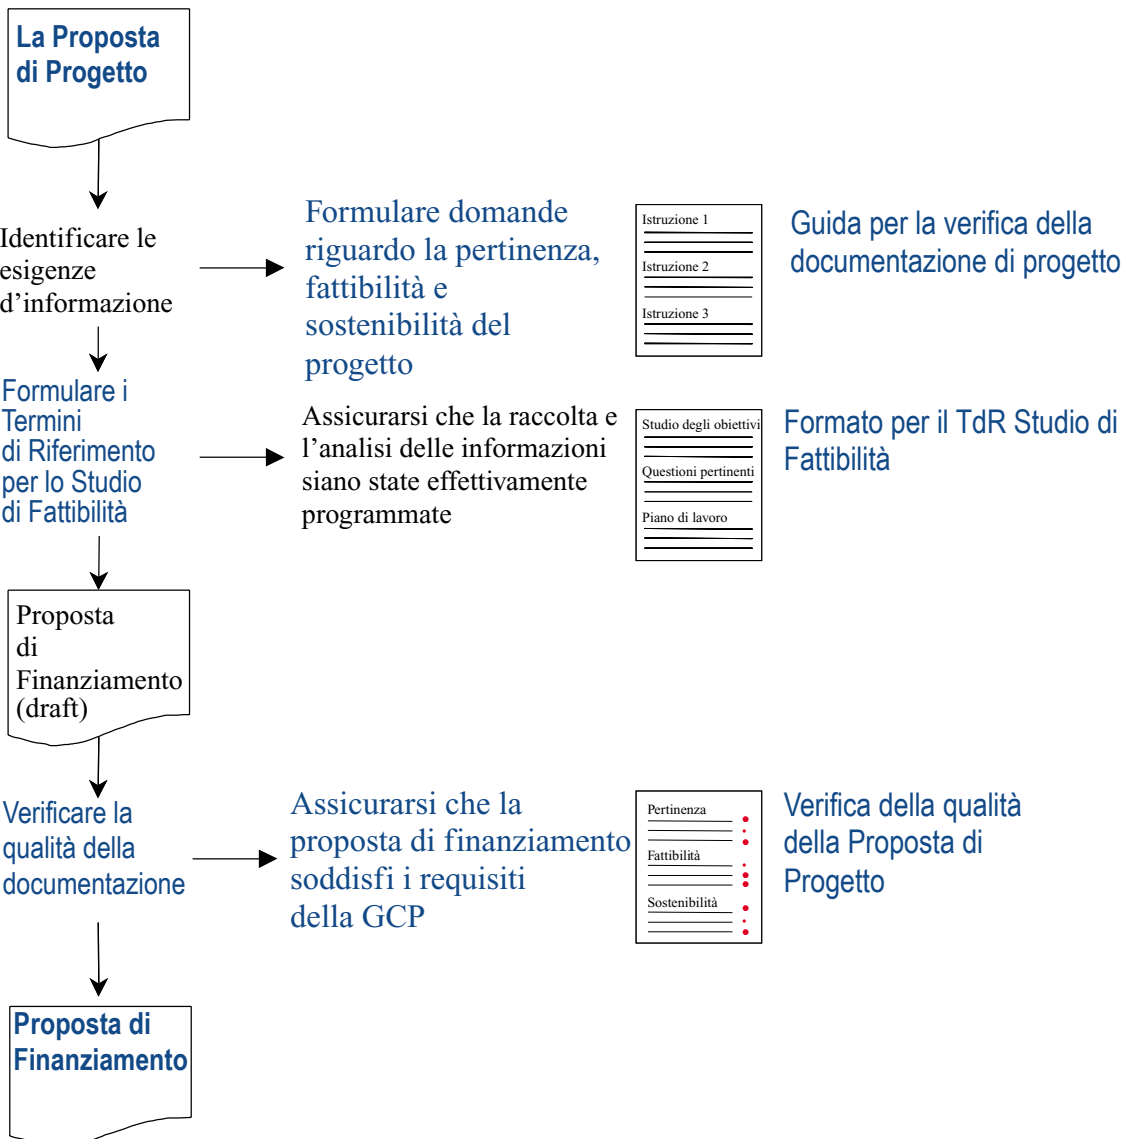 La Proposta
di Progetto
Identificare le
esigenze
d’informazione
Formulare domande
riguardo la pertinenza,
fattibilità e
sostenibilità del
progetto
Istruzione 1
Istruzione 2
Istruzione 3
Guida per la verifica della
documentazione di progetto
Formulare i
Termini
di Riferimento
per lo Studio
di Fattibilità
Assicurarsi che la raccolta e
l’analisi delle informazioni
siano state effettivamente
programmate
Studio degli obiettivi
Questioni pertinenti
Piano di lavoro
Formato per il TdR Studio di
Fattibilità
Proposta
di
Finanziamento
(draft)
Verificare la
qualità della
documentazione
Assicurarsi che la
proposta di finanziamento
soddisfi i requisiti
della GCP
Pertinenza
Fattibilità
Sostenibilità
Verifica della qualità
della Proposta di
Progetto
Proposta di
Finanziamento